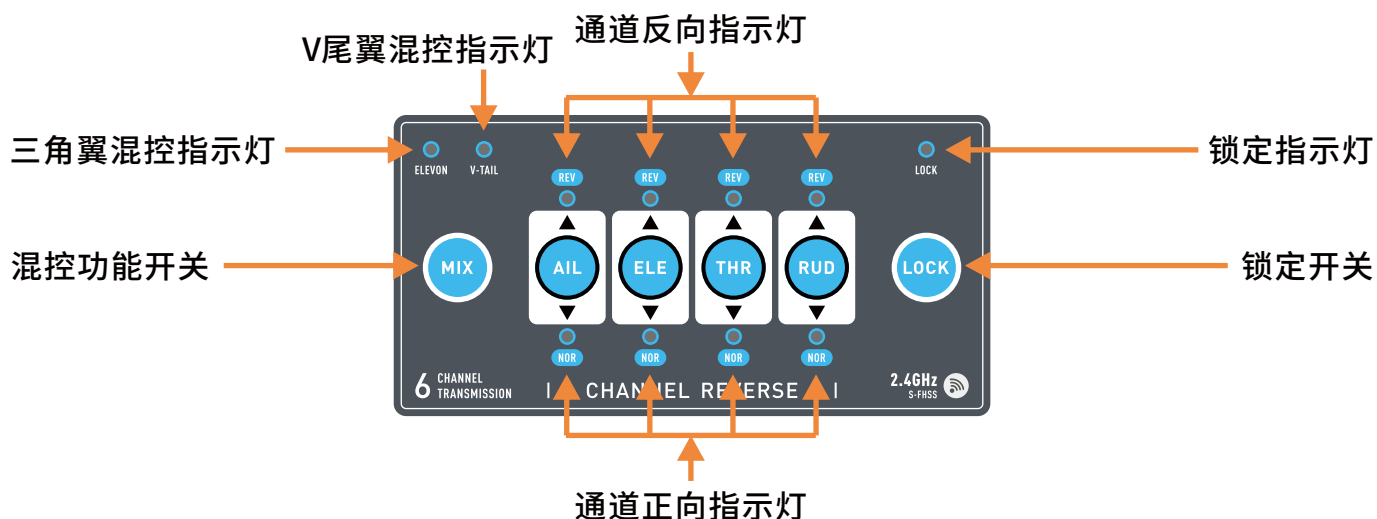 通道反向指示灯
V尾翼混控指示灯
三角翼混控指示灯
锁定指示灯
ELEVON V-TAIL
LOCK
REV REV REV REV
混控功能开关
MIX AIL ELE THR RUD LOCK
锁定开关
NOR NOR NOR NOR
6 CHANNEL
TRANSMISSION
CHANNEL REVERSE
2.4GHz
S-FHSS
通道正向指示灯